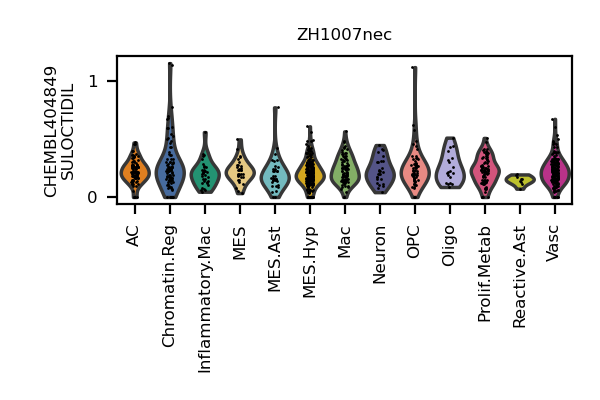 ZH1007nec
CHEMBL404849
SULOCTIDIL
1
0
AC
Chromatin.Reg
Inflammatory.Mac
MES
MES.Ast
MES.Hyp
Mac
Neuron
OPC
Oligo
Prolif.Metab
Reactive.Ast
Vasc